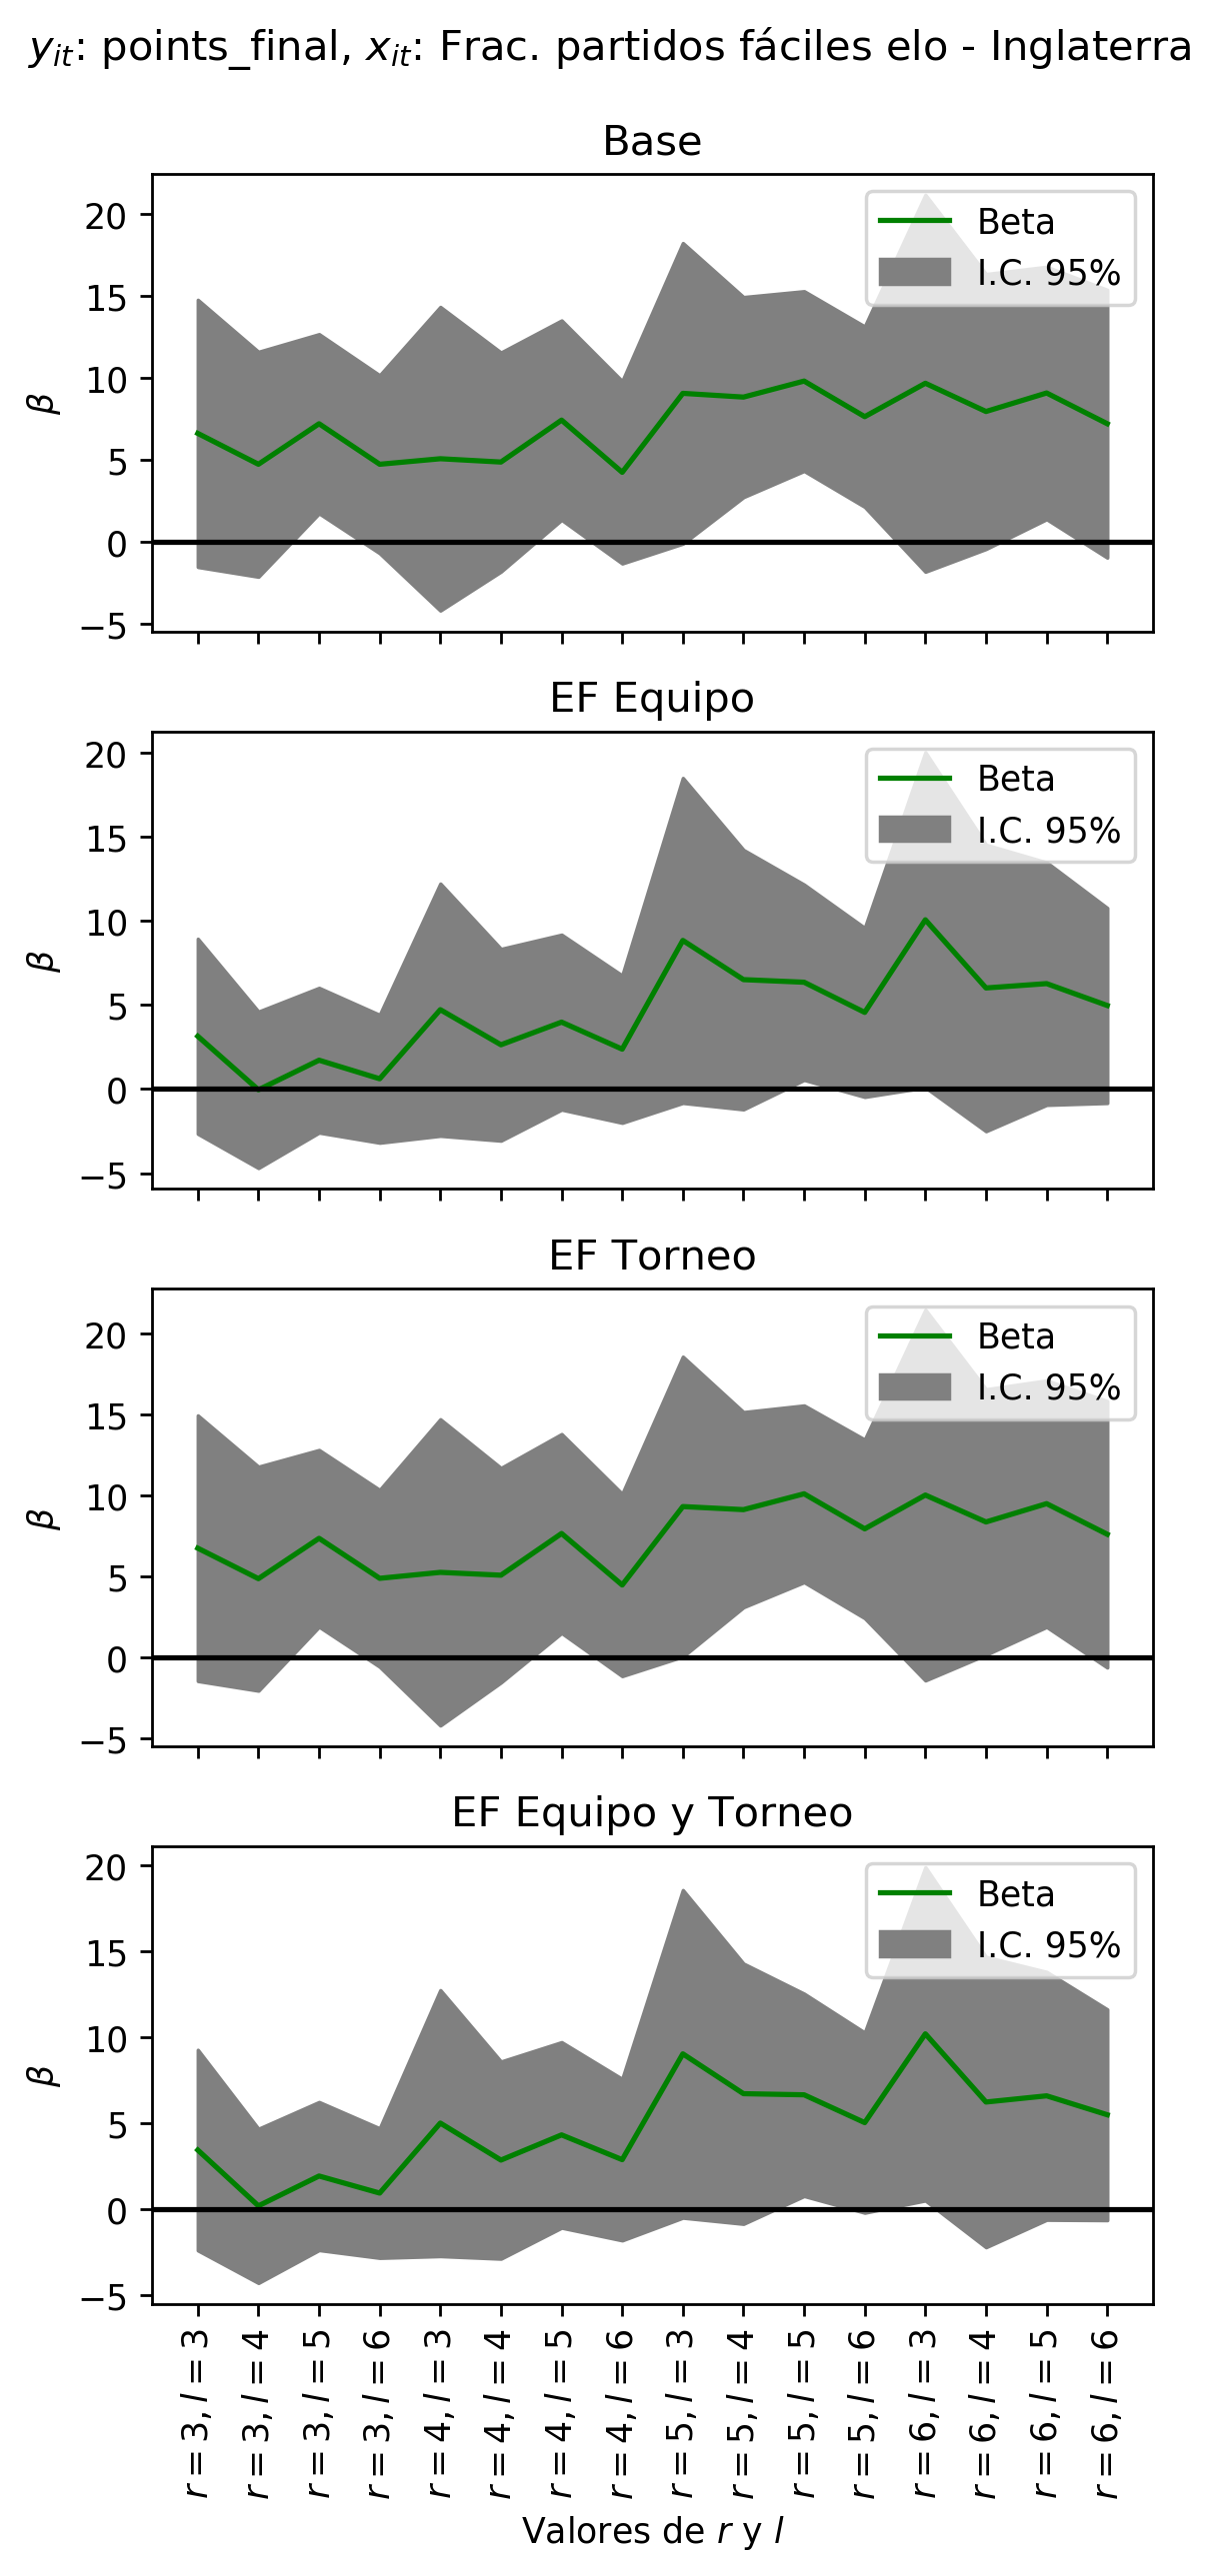 y_it: points_final, x_it: Frac. partidos fáciles elo - Inglaterra
Base
20
15
10
5
0
−5
β
Beta
I.C. 95%
EF Equipo
20
15
10
5
0
−5
β
Beta
I.C. 95%
EF Torneo
20
15
10
5
0
−5
β
Beta
I.C. 95%
EF Equipo y Torneo
20
15
10
5
0
−5
β
Beta
I.C. 95%
r = 3, l = 3
r = 3, l = 4
r = 3, l = 5
r = 3, l = 6
r = 4, l = 3
r = 4, l = 4
r = 4, l = 5
r = 4, l = 6
r = 5, l = 3
r = 5, l = 4
r = 5, l = 5
r = 5, l = 6
r = 6, l = 3
r = 6, l = 4
r = 6, l = 5
r = 6, l = 6
Valores de r y l